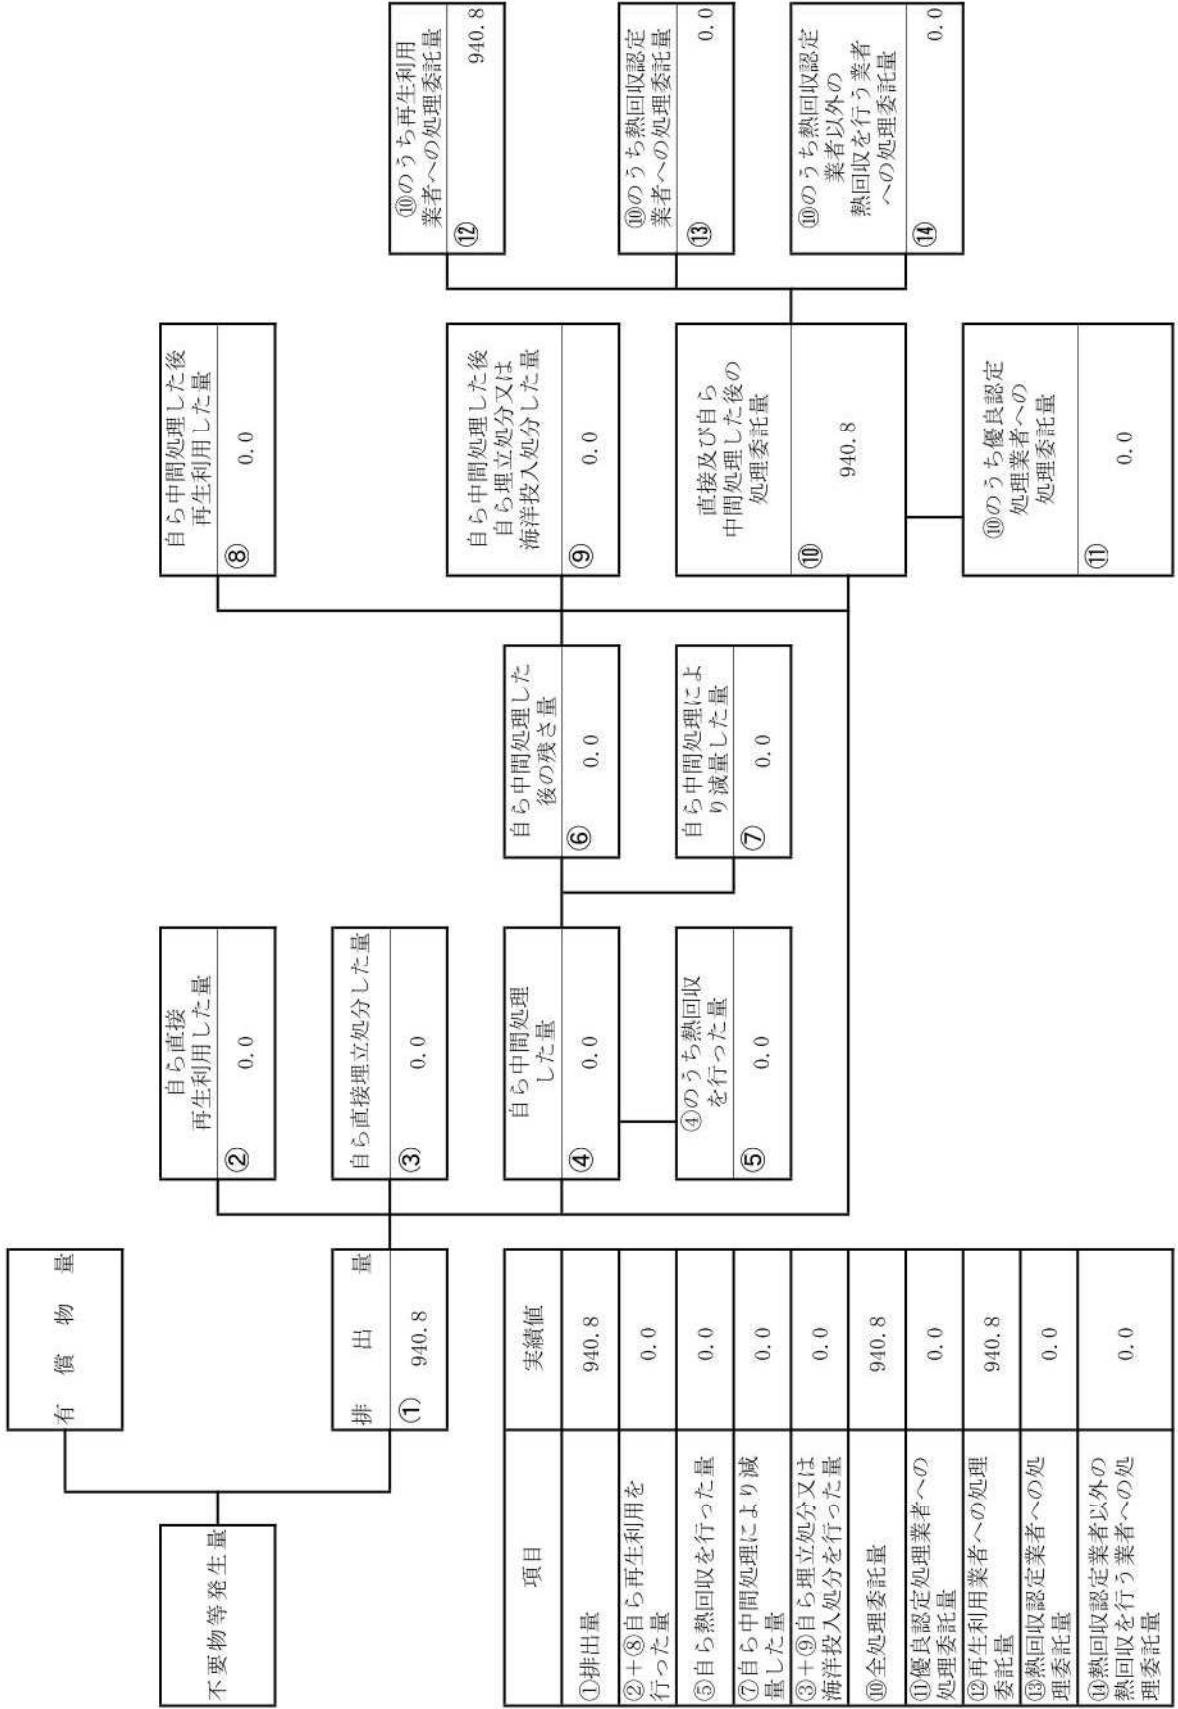 不要物等発生量
有償物量
排出量
①
940.8
自ら直接
再生利用した量
②
0.0
自ら直接埋立処分した量
③
0.0
自ら中間処理
した量
④
0.0
④のうち熱回収
を行った量
⑤
0.0
自ら中間処理した
後の残さ量
⑥
0.0
自ら中間処理によ
り減量した量
⑦
0.0
自ら中間処理した後
再生利用した量
⑧
0.0
自ら中間処理した後
自ら埋立処分又は
海洋投入処分した量
⑨
0.0
直接及び自ら
中間処理した後の
処理委託量
⑩
940.8
⑩のうち優良認定
処理業者への
処理委託量
⑪
0.0
⑩のうち再生利用
業者への処理委託量
⑫
940.8
⑩のうち熱回収認定
業者への処理委託量
⑬
0.0
⑩のうち熱回収認定
業者以外の
熱回収を行う業者
への処理委託量
⑭
0.0
項目 実績値
①排出量 940.8
②+⑧自ら再生利用を
行った量 0.0
⑤自ら熱回収を行った量 0.0
⑦自ら中間処理により減
量した量 0.0
③+⑨自ら埋立処分又は
海洋投入処分を行った量 0.0
⑩全処理委託量 940.8
⑪優良認定処理業者への
処理委託量 0.0
⑫再生利用業者への処理
委託量 940.8
⑬熱回収認定業者への処
理委託量 0.0
⑭熱回収認定業者以外の
熱回収を行う業者への処
理委託量 0.0